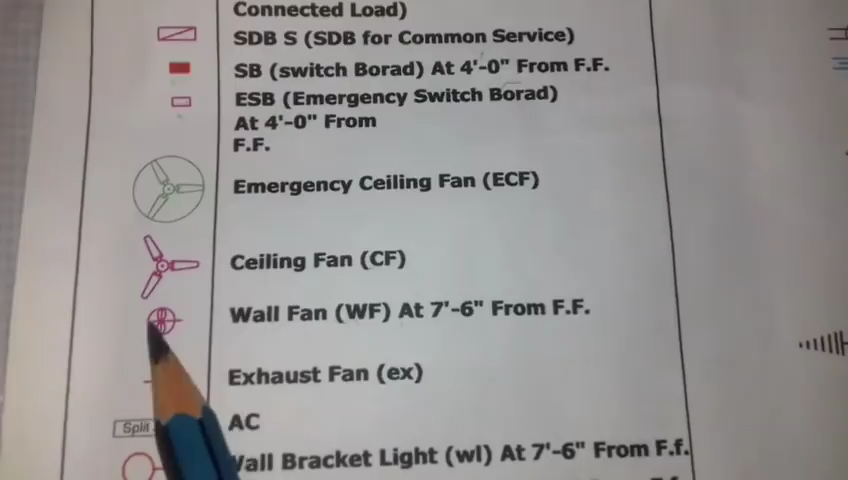 Connected Load)
SDB S (SDB for Common Service)
SB (switch Borad) At 4'-0" From F.F.
ESB (Emergency Switch Borad)
At 4'-0" From
F.F.
Emergency Ceiling Fan (ECF)
Ceiling Fan (CF)
Wall Fan (WF) At 7'-6" From F.F.
Exhaust Fan (ex)
Split AC
Bracket Light (wl) At 7'-6" From F.f.